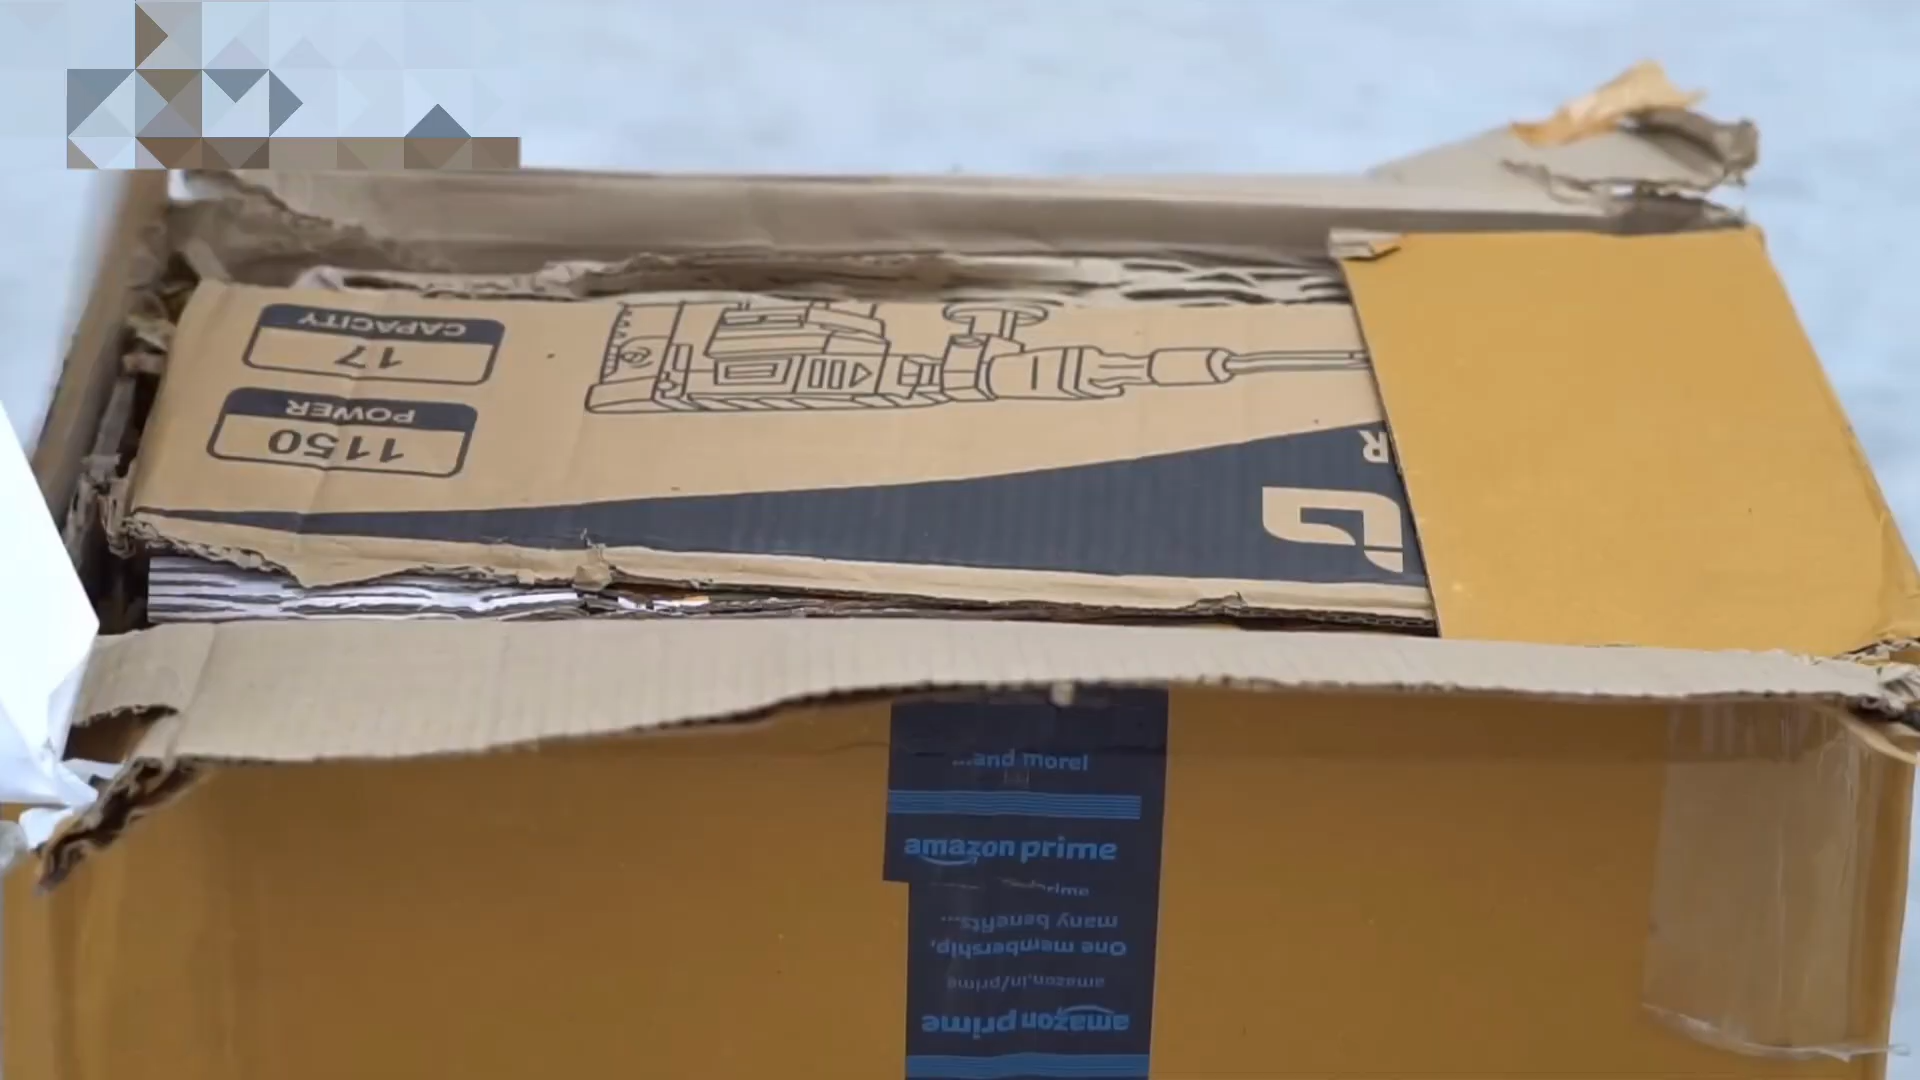 CAPACITY
17
POWER
1150
R
G
...and more!
amazon prime
many benefits...
One membership,
amazon.in/prime
amazon prime